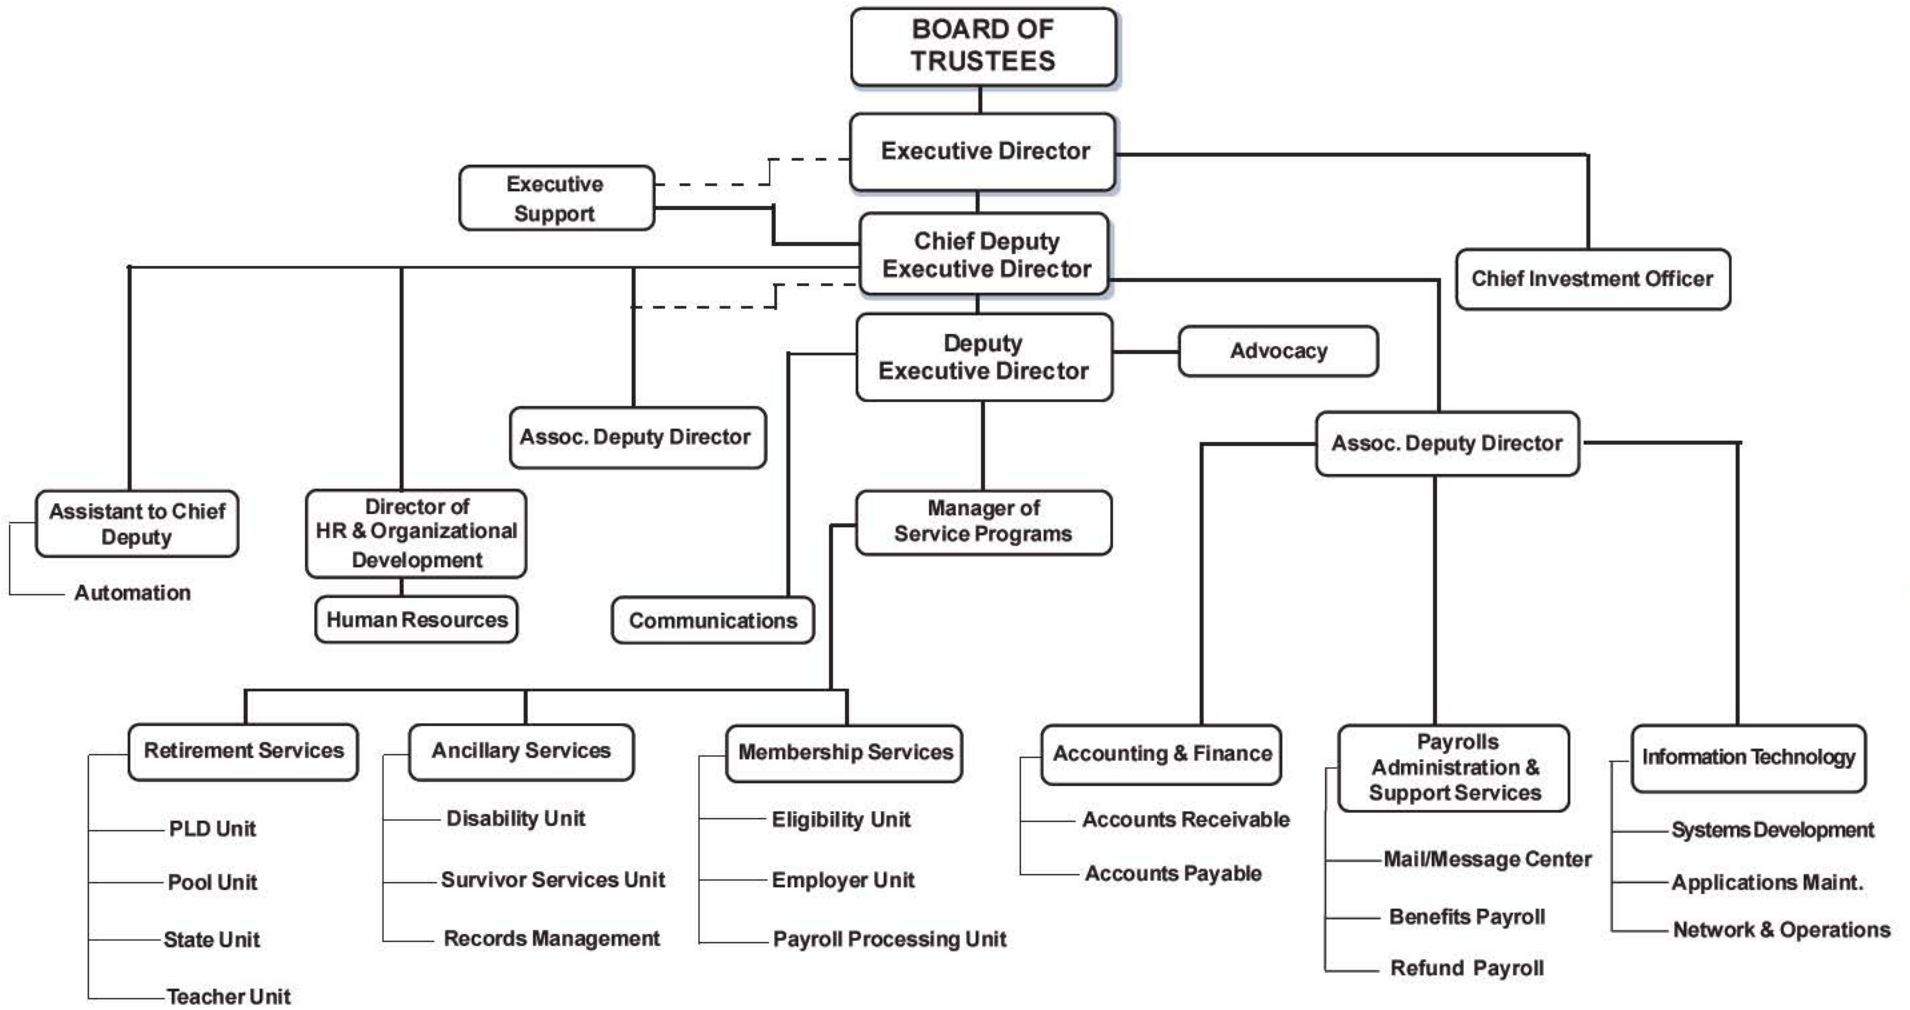 BOARD OF
TRUSTEES
Executive Director
Executive
Support
Chief Deputy
Executive Director
Chief Investment Officer
Deputy
Executive Director
Advocacy
Assoc. Deputy Director
Assoc. Deputy Director
Assistant to Chief
Deputy
Automation
Director of
HR & Organizational
Development
Human Resources
Manager of
Service Programs
Communications
Retirement Services
PLD Unit
Pool Unit
State Unit
Teacher Unit
Ancillary Services
Disability Unit
Survivor Services Unit
Records Management
Membership Services
Eligibility Unit
Employer Unit
Payroll Processing Unit
Accounting & Finance
Accounts Receivable
Accounts Payable
Payrolls
Administration &
Support Services
Mail/Message Center
Benefits Payroll
Refund Payroll
Information Technology
Systems Development
Applications Maint.
Network & Operations